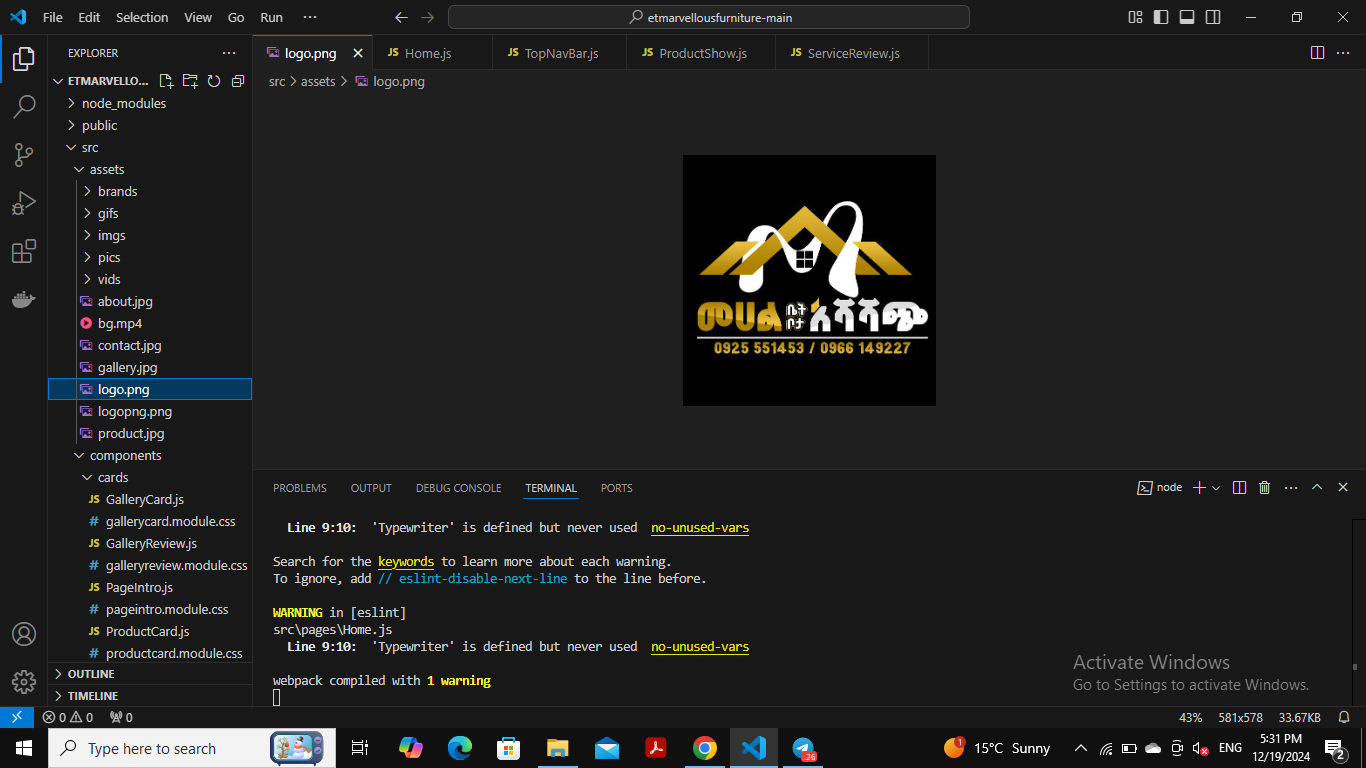 File Edit Selection View Go Run ···
etmarvellousfurniture-main
EXPLORER
ETMARVELLO...
node_modules
public
src
assets
brands
gifs
imgs
pics
vids
about.jpg
bg.mp4
contact.jpg
gallery.jpg
logo.png
logopng.png
product.jpg
components
cards
JS GalleryCard.js
# gallerycard.module.css
JS GalleryReview.js
# galleryreview.module.css
JS PageIntro.js
# pageintro.module.css
JS ProductCard.js
# productcard.module.css
OUTLINE
TIMELINE
logo.png JS Home.js JS TopNavBar.js JS ProductShow.js JS ServiceReview.js
src > assets > logo.png
መሀል ቤት ቦታ አሻሻጭ
0925 551453 / 0966 149227
PROBLEMS OUTPUT DEBUG CONSOLE TERMINAL PORTS
node
Line 9:10: 'Typewriter' is defined but never used no-unused-vars
Search for the keywords to learn more about each warning.
To ignore, add // eslint-disable-next-line to the line before.
WARNING in [eslint]
src\pages\Home.js
Line 9:10: 'Typewriter' is defined but never used no-unused-vars
webpack compiled with 1 warning
Activate Windows
Go to Settings to activate Windows.
0 0 0
43% 581x578 33.67KB
Type here to search
.26
1
15°C Sunny
ENG
5:31 PM
12/19/2024
2